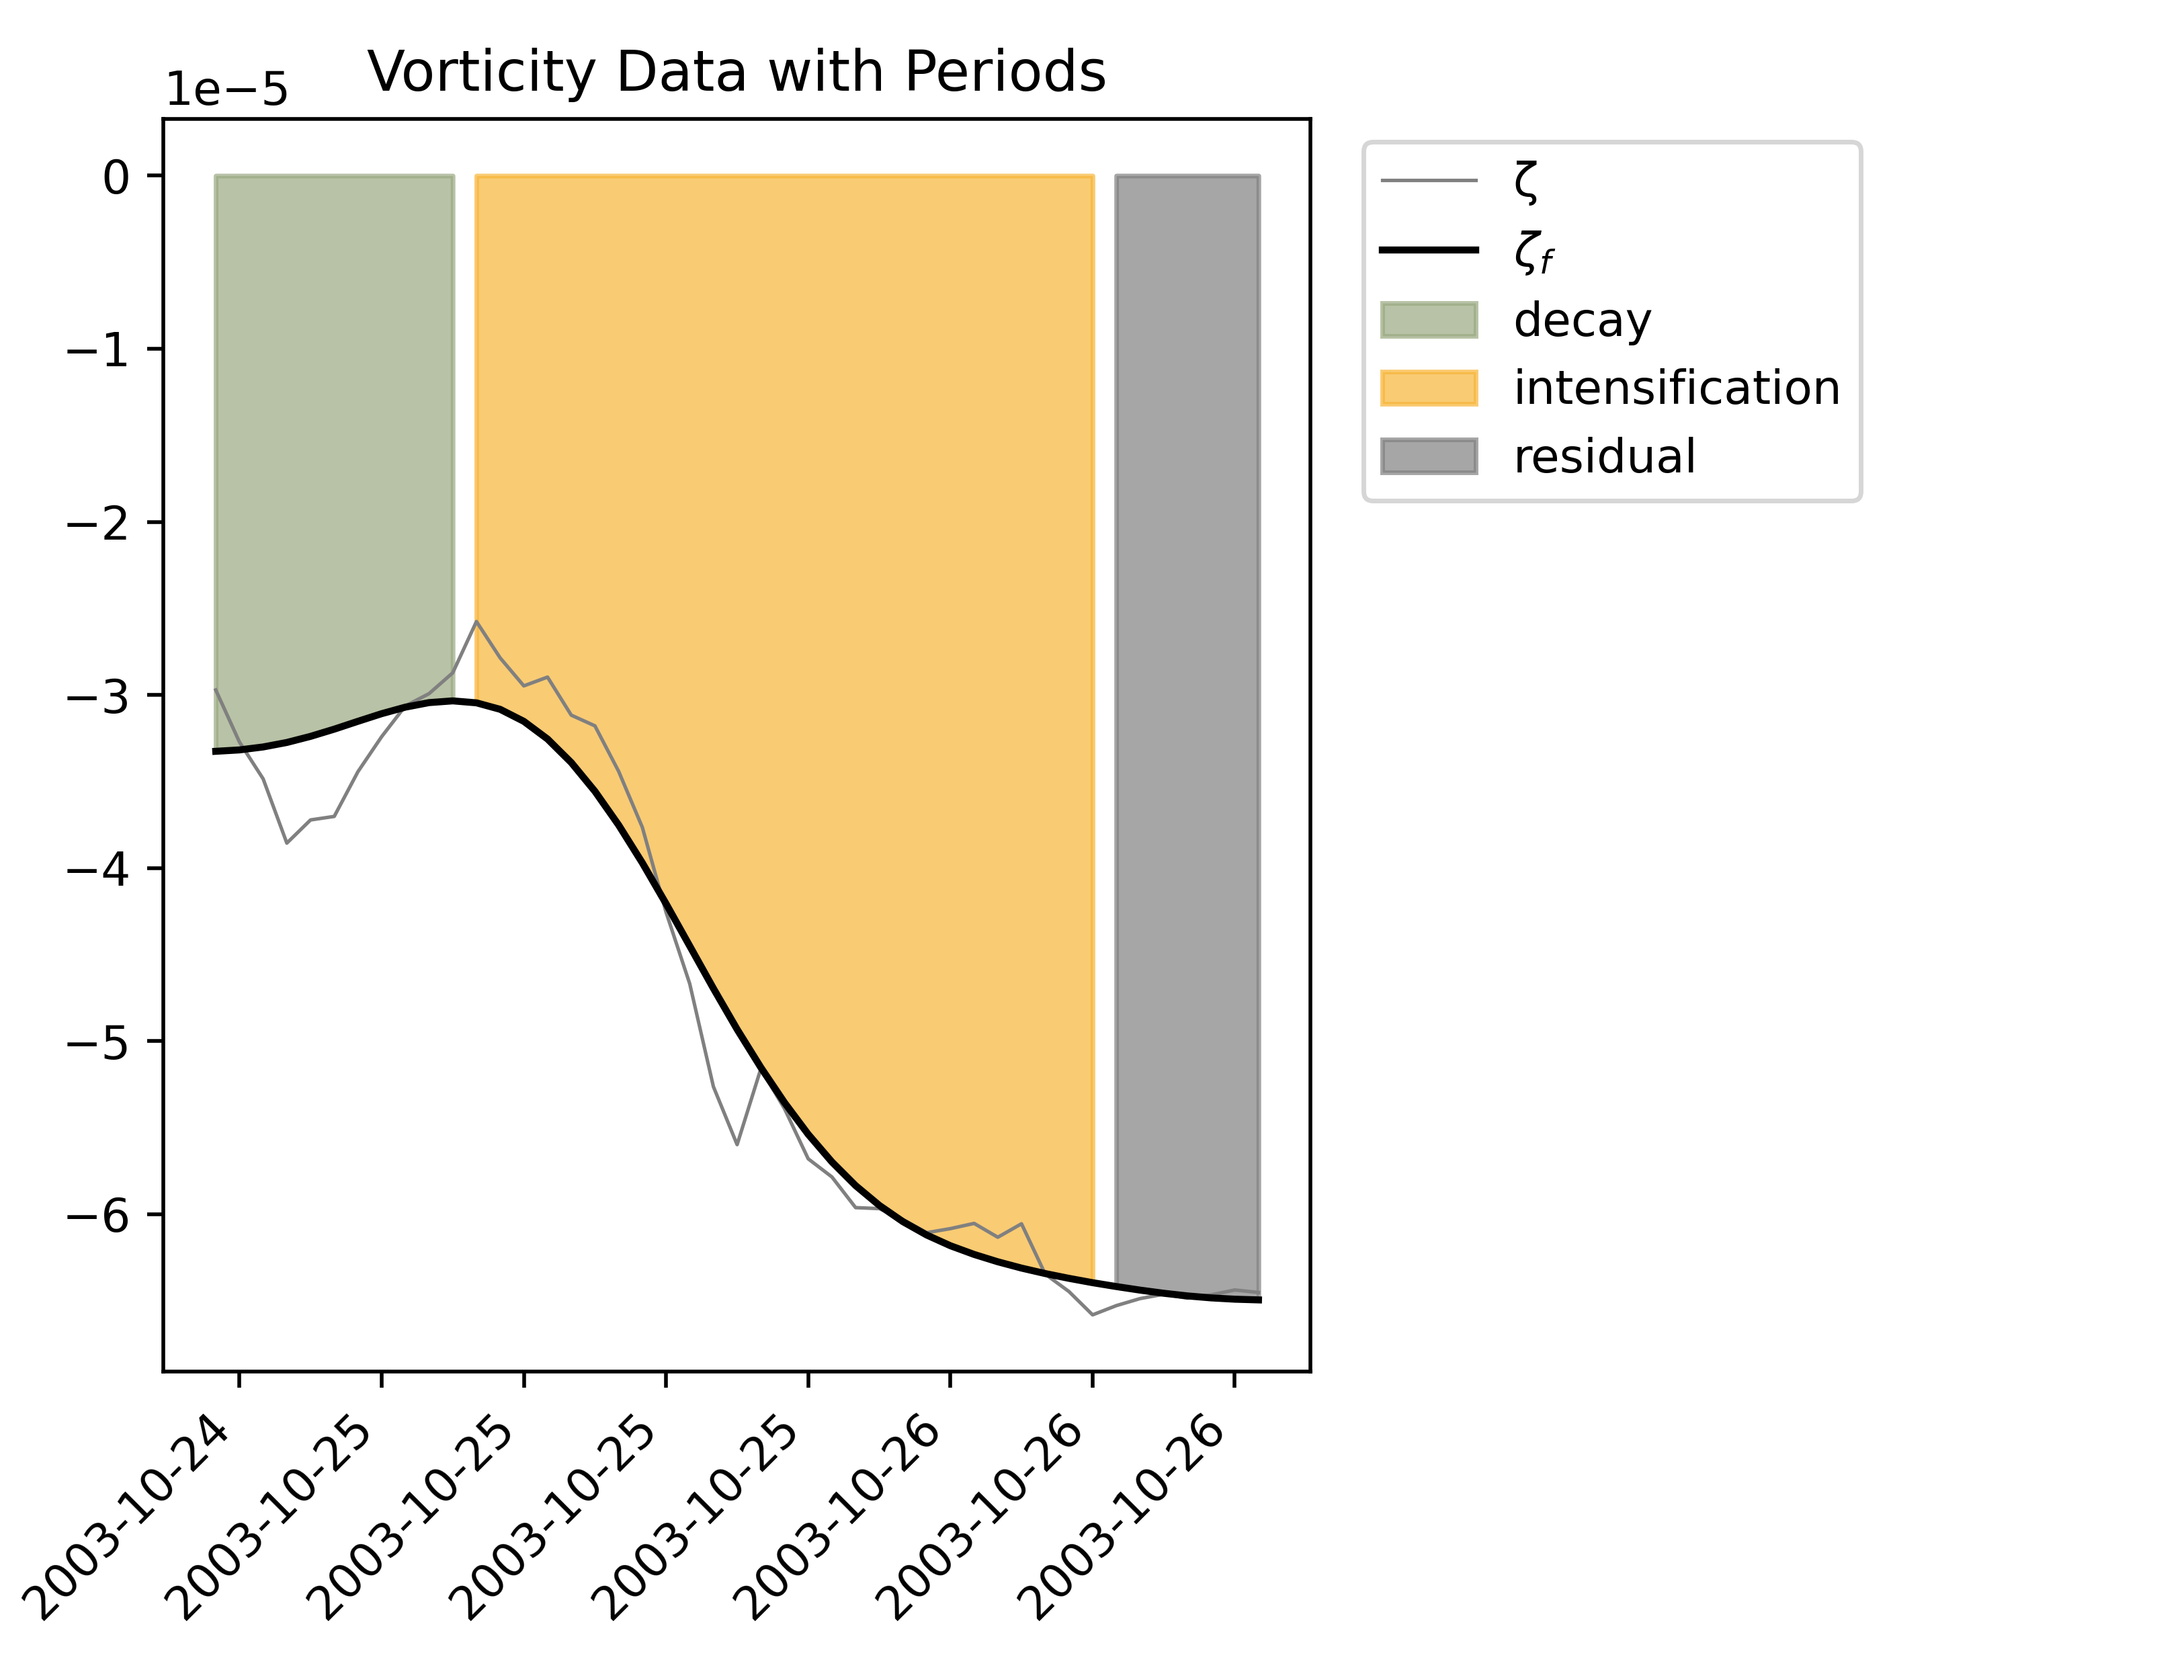 Vorticity Data with Periods
1e−5
0
−1
−2
−3
−4
−5
−6
2003-10-24
2003-10-25
2003-10-25
2003-10-25
2003-10-25
2003-10-26
2003-10-26
2003-10-26
ζ
ζf
decay
intensification
residual